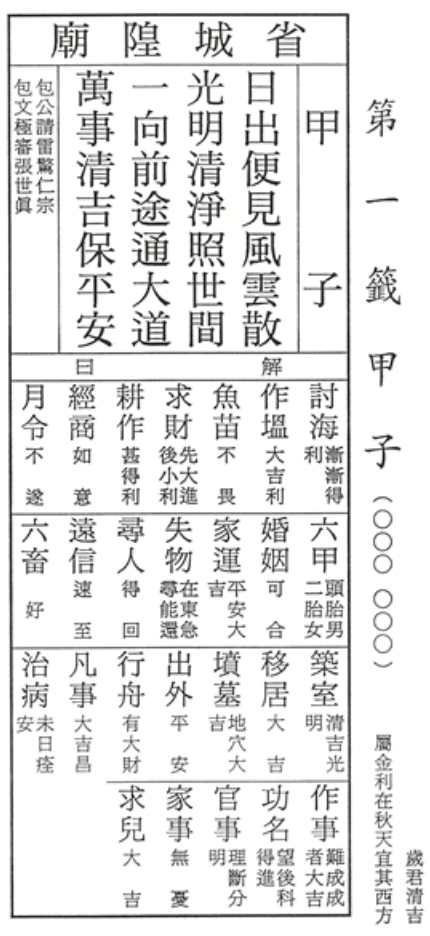 第一籤甲子(○○○ ○○○)
歲君清吉
屬金利在秋天宜其西方
省城隍廟
甲子
日出便見風雲散
光明清淨照世間
一向前途通大道
萬事清吉保平安
包公請雷驚仁宗
包文極審張世眞
解曰
討海 漸漸得利
作塭 大吉利
魚苗 不畏
求財 先大進後小利
耕作 甚得利
經商 如意
月令 不遂
六甲 頭胎男二胎女
婚姻 可合
家運 平安大吉
失物 在東急尋能還
尋人 得回
遠信 速至
六畜 好
築室 清吉光明
移居 大吉
墳墓 地穴大吉
出外 平安
行舟 有大財
凡事 大吉昌
治病 未日痊安
作事 難成成者大吉
功名 望後科得進
官事 理斷分明
家事 無憂
求兒 大吉